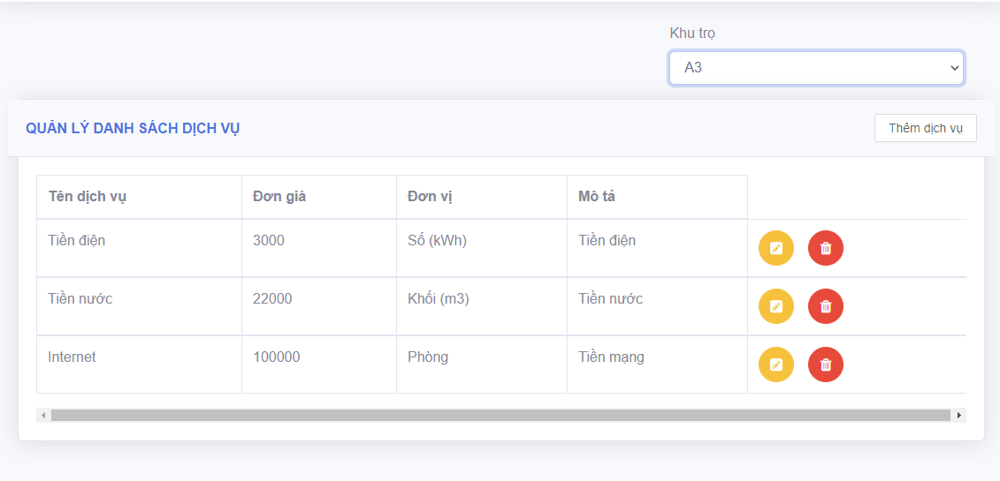 Khu trọ
A3
QUẢN LÝ DANH SÁCH DỊCH VỤ
Thêm dịch vụ
Tên dịch vụ Đơn giá Đơn vị Mô tả
Tiền điện 3000 Số (kWh) Tiền điện
Tiền nước 22000 Khối (m3) Tiền nước
Internet 100000 Phòng Tiền mạng